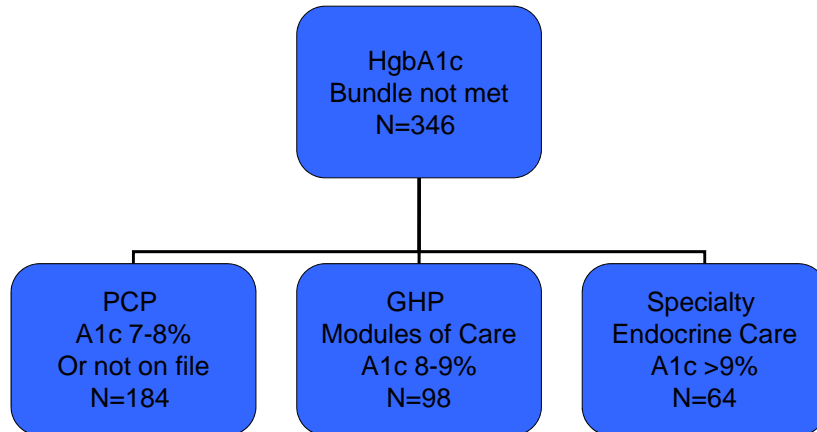 HgbA1c
Bundle not met
N=346
PCP
A1c 7-8%
Or not on file
N=184
GHP
Modules of Care
A1c 8-9%
N=98
Specialty
Endocrine Care
A1c >9%
N=64